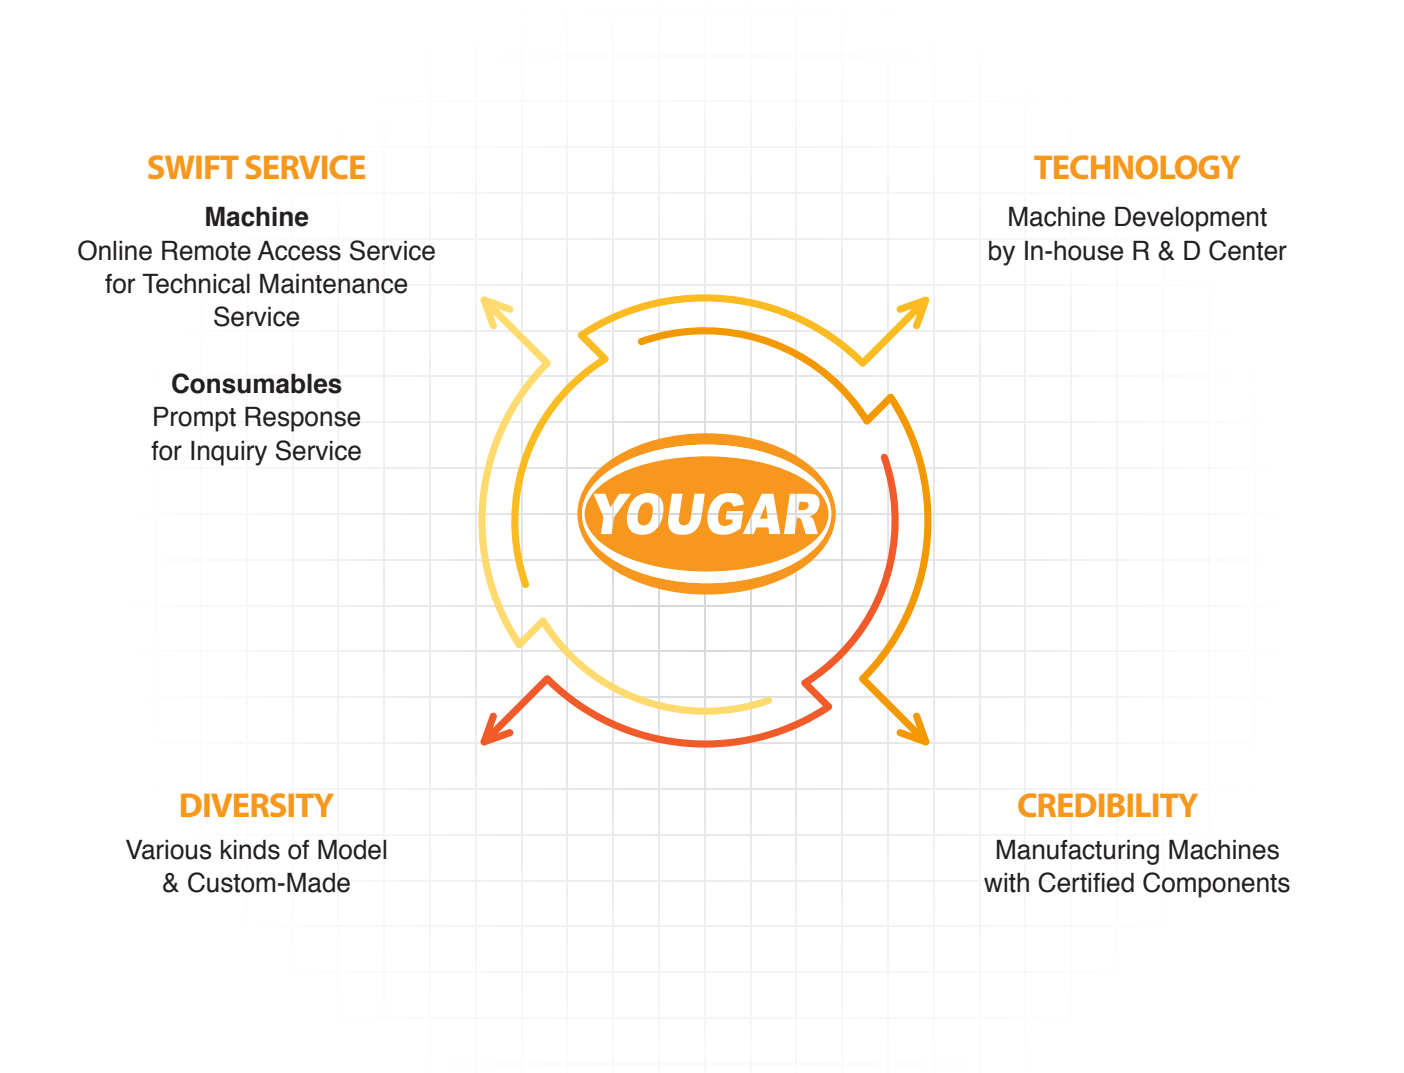 SWIFT SERVICE
Machine
Online Remote Access Service
for Technical Maintenance
Service
Consumables
Prompt Response
for Inquiry Service
TECHNOLOGY
Machine Development
by In-house R & D Center
YOUGAR
DIVERSITY
Various kinds of Model
& Custom-Made
CREDIBILITY
Manufacturing Machines
with Certified Components